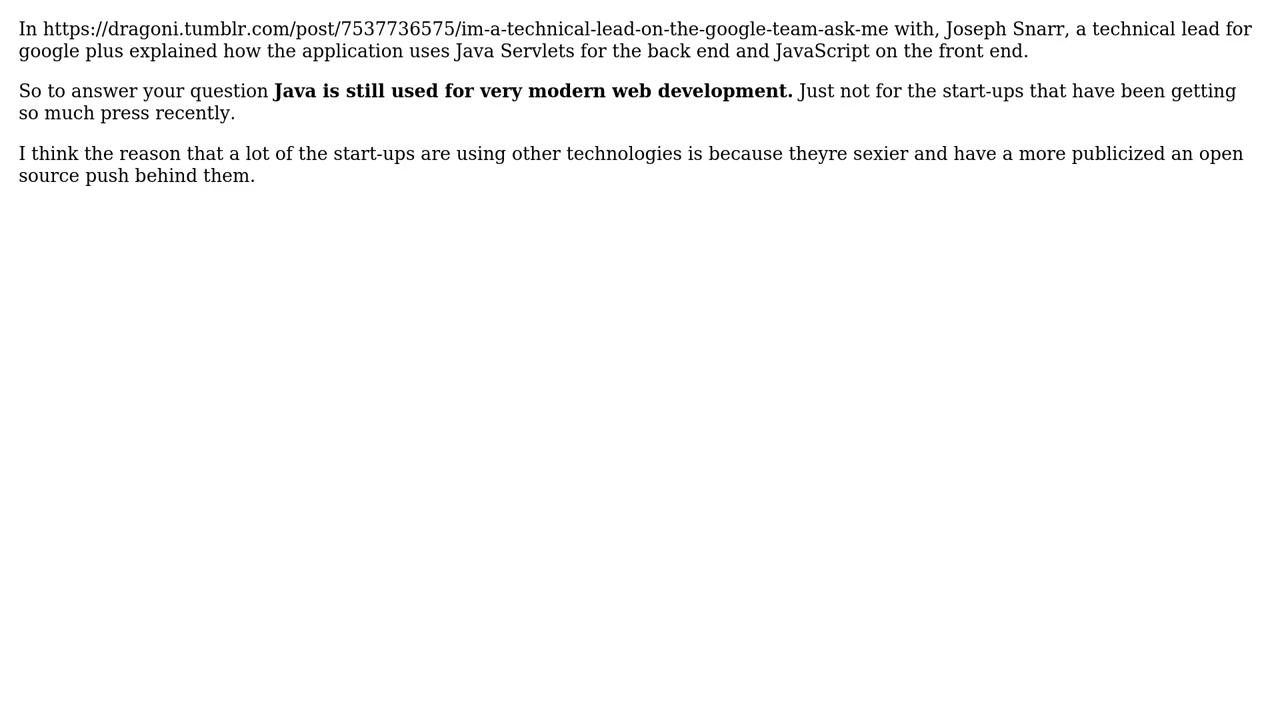 In https://dragoni.tumblr.com/post/7537736575/im-a-technical-lead-on-the-google-team-ask-me with, Joseph Snarr, a technical lead for
google plus explained how the application uses Java Servlets for the back end and JavaScript on the front end.
So to answer your question Java is still used for very modern web development. Just not for the start-ups that have been getting
so much press recently.
I think the reason that a lot of the start-ups are using other technologies is because theyre sexier and have a more publicized an open
source push behind them.